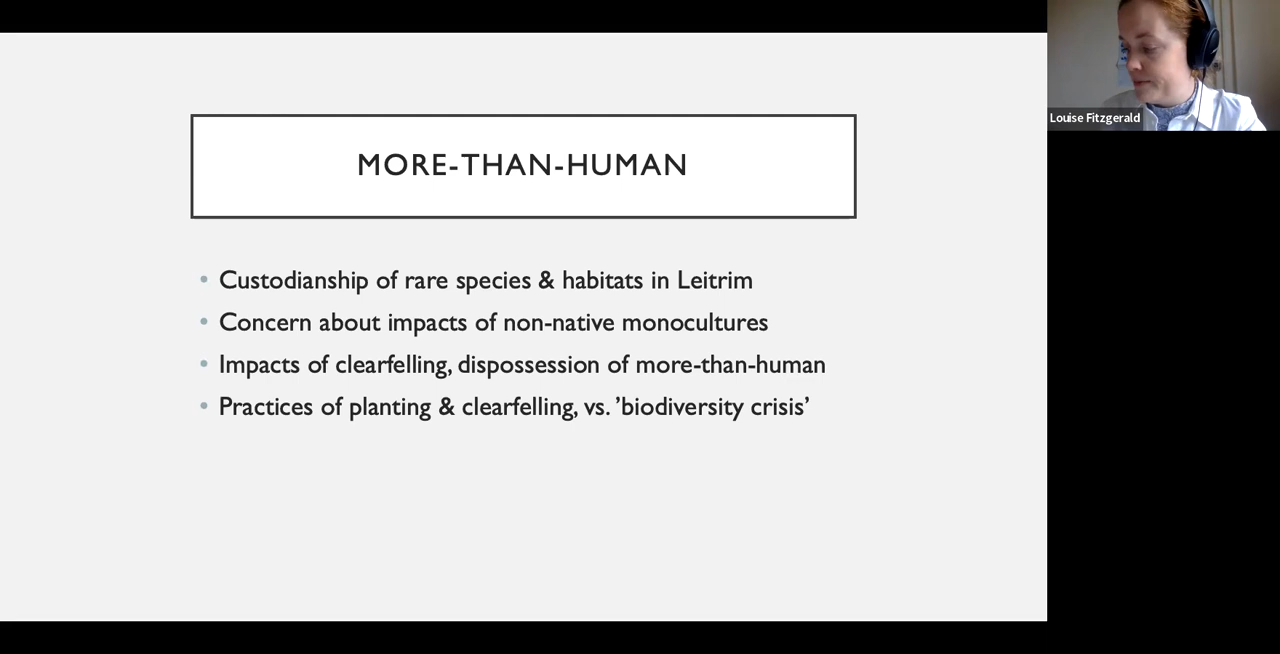 MORE-THAN-HUMAN
• Custodianship of rare species & habitats in Leitrim
• Concern about impacts of non-native monocultures
• Impacts of clearfelling, dispossession of more-than-human
• Practices of planting & clearfelling, vs. ’biodiversity crisis’
Louise Fitzgerald